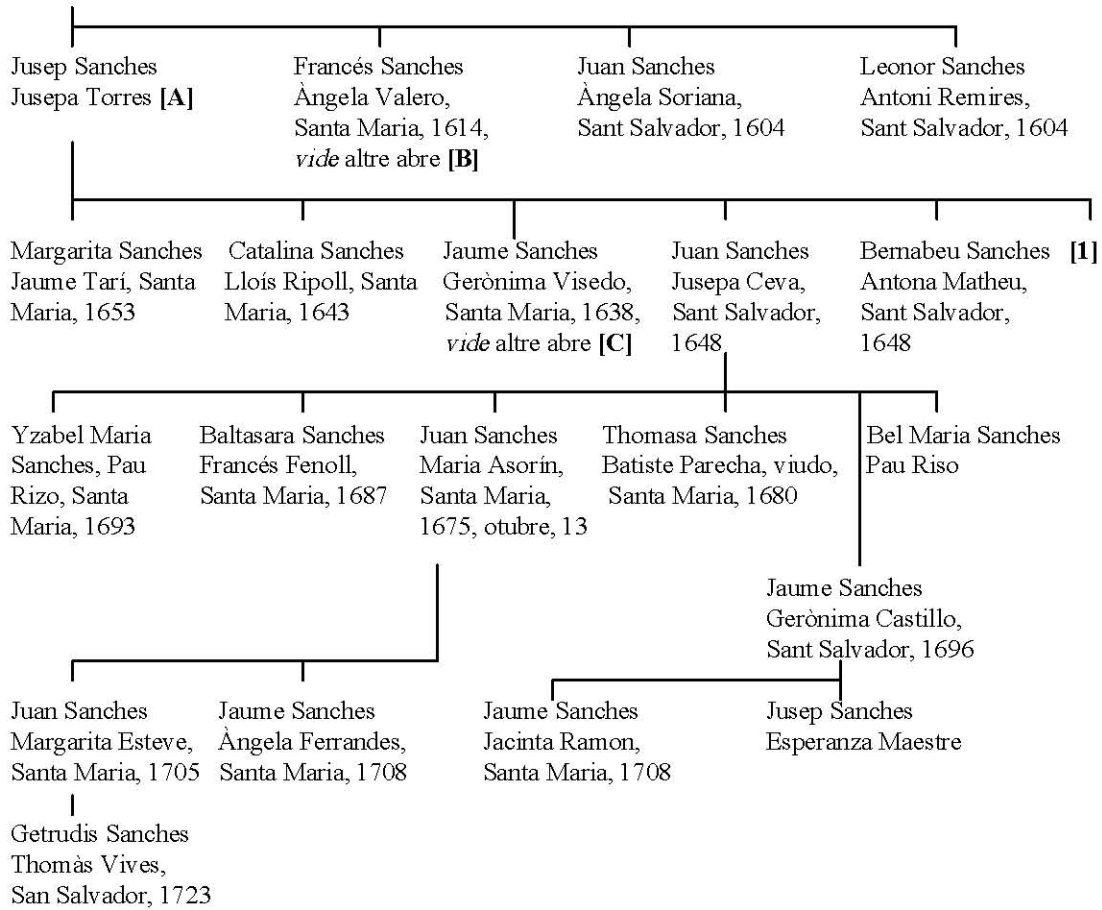 Jusep Sanches
Jusepa Torres [A]
Francés Sanches
Àngela Valero,
Santa Maria, 1614,
vide altre abre [B]
Juan Sanches
Àngela Soriana,
Sant Salvador, 1604
Leonor Sanches
Antoni Remires,
Sant Salvador, 1604
Margarita Sanches
Jaume Tarí, Santa
Maria, 1653
Catalina Sanches
Lloís Ripoll, Santa
Maria, 1643
Jaume Sanches
Gerònima Visedo,
Santa Maria, 1638,
vide altre abre [C]
Juan Sanches
Jusepa Ceva,
Sant Salvador,
1648
Bernabeu Sanches
Antona Matheu,
Sant Salvador,
1648
[1]
Yzabel Maria
Sanches, Pau
Rizo, Santa
Maria, 1693
Baltasara Sanches
Francés Fenoll,
Santa Maria, 1687
Juan Sanches
Maria Asorín,
Santa Maria,
1675, otubre, 13
Thomasa Sanches
Batiste Parecha, viudo,
Santa Maria, 1680
Bel Maria Sanches
Pau Riso
Jaume Sanches
Gerònima Castillo,
Sant Salvador, 1696
Juan Sanches
Margarita Esteve,
Santa Maria, 1705
Jaume Sanches
Àngela Ferrandes,
Santa Maria, 1708
Jaume Sanches
Jacinta Ramon,
Santa Maria, 1708
Jusep Sanches
Esperanza Maestre
Getrudis Sanches
Thomàs Vives,
San Salvador, 1723